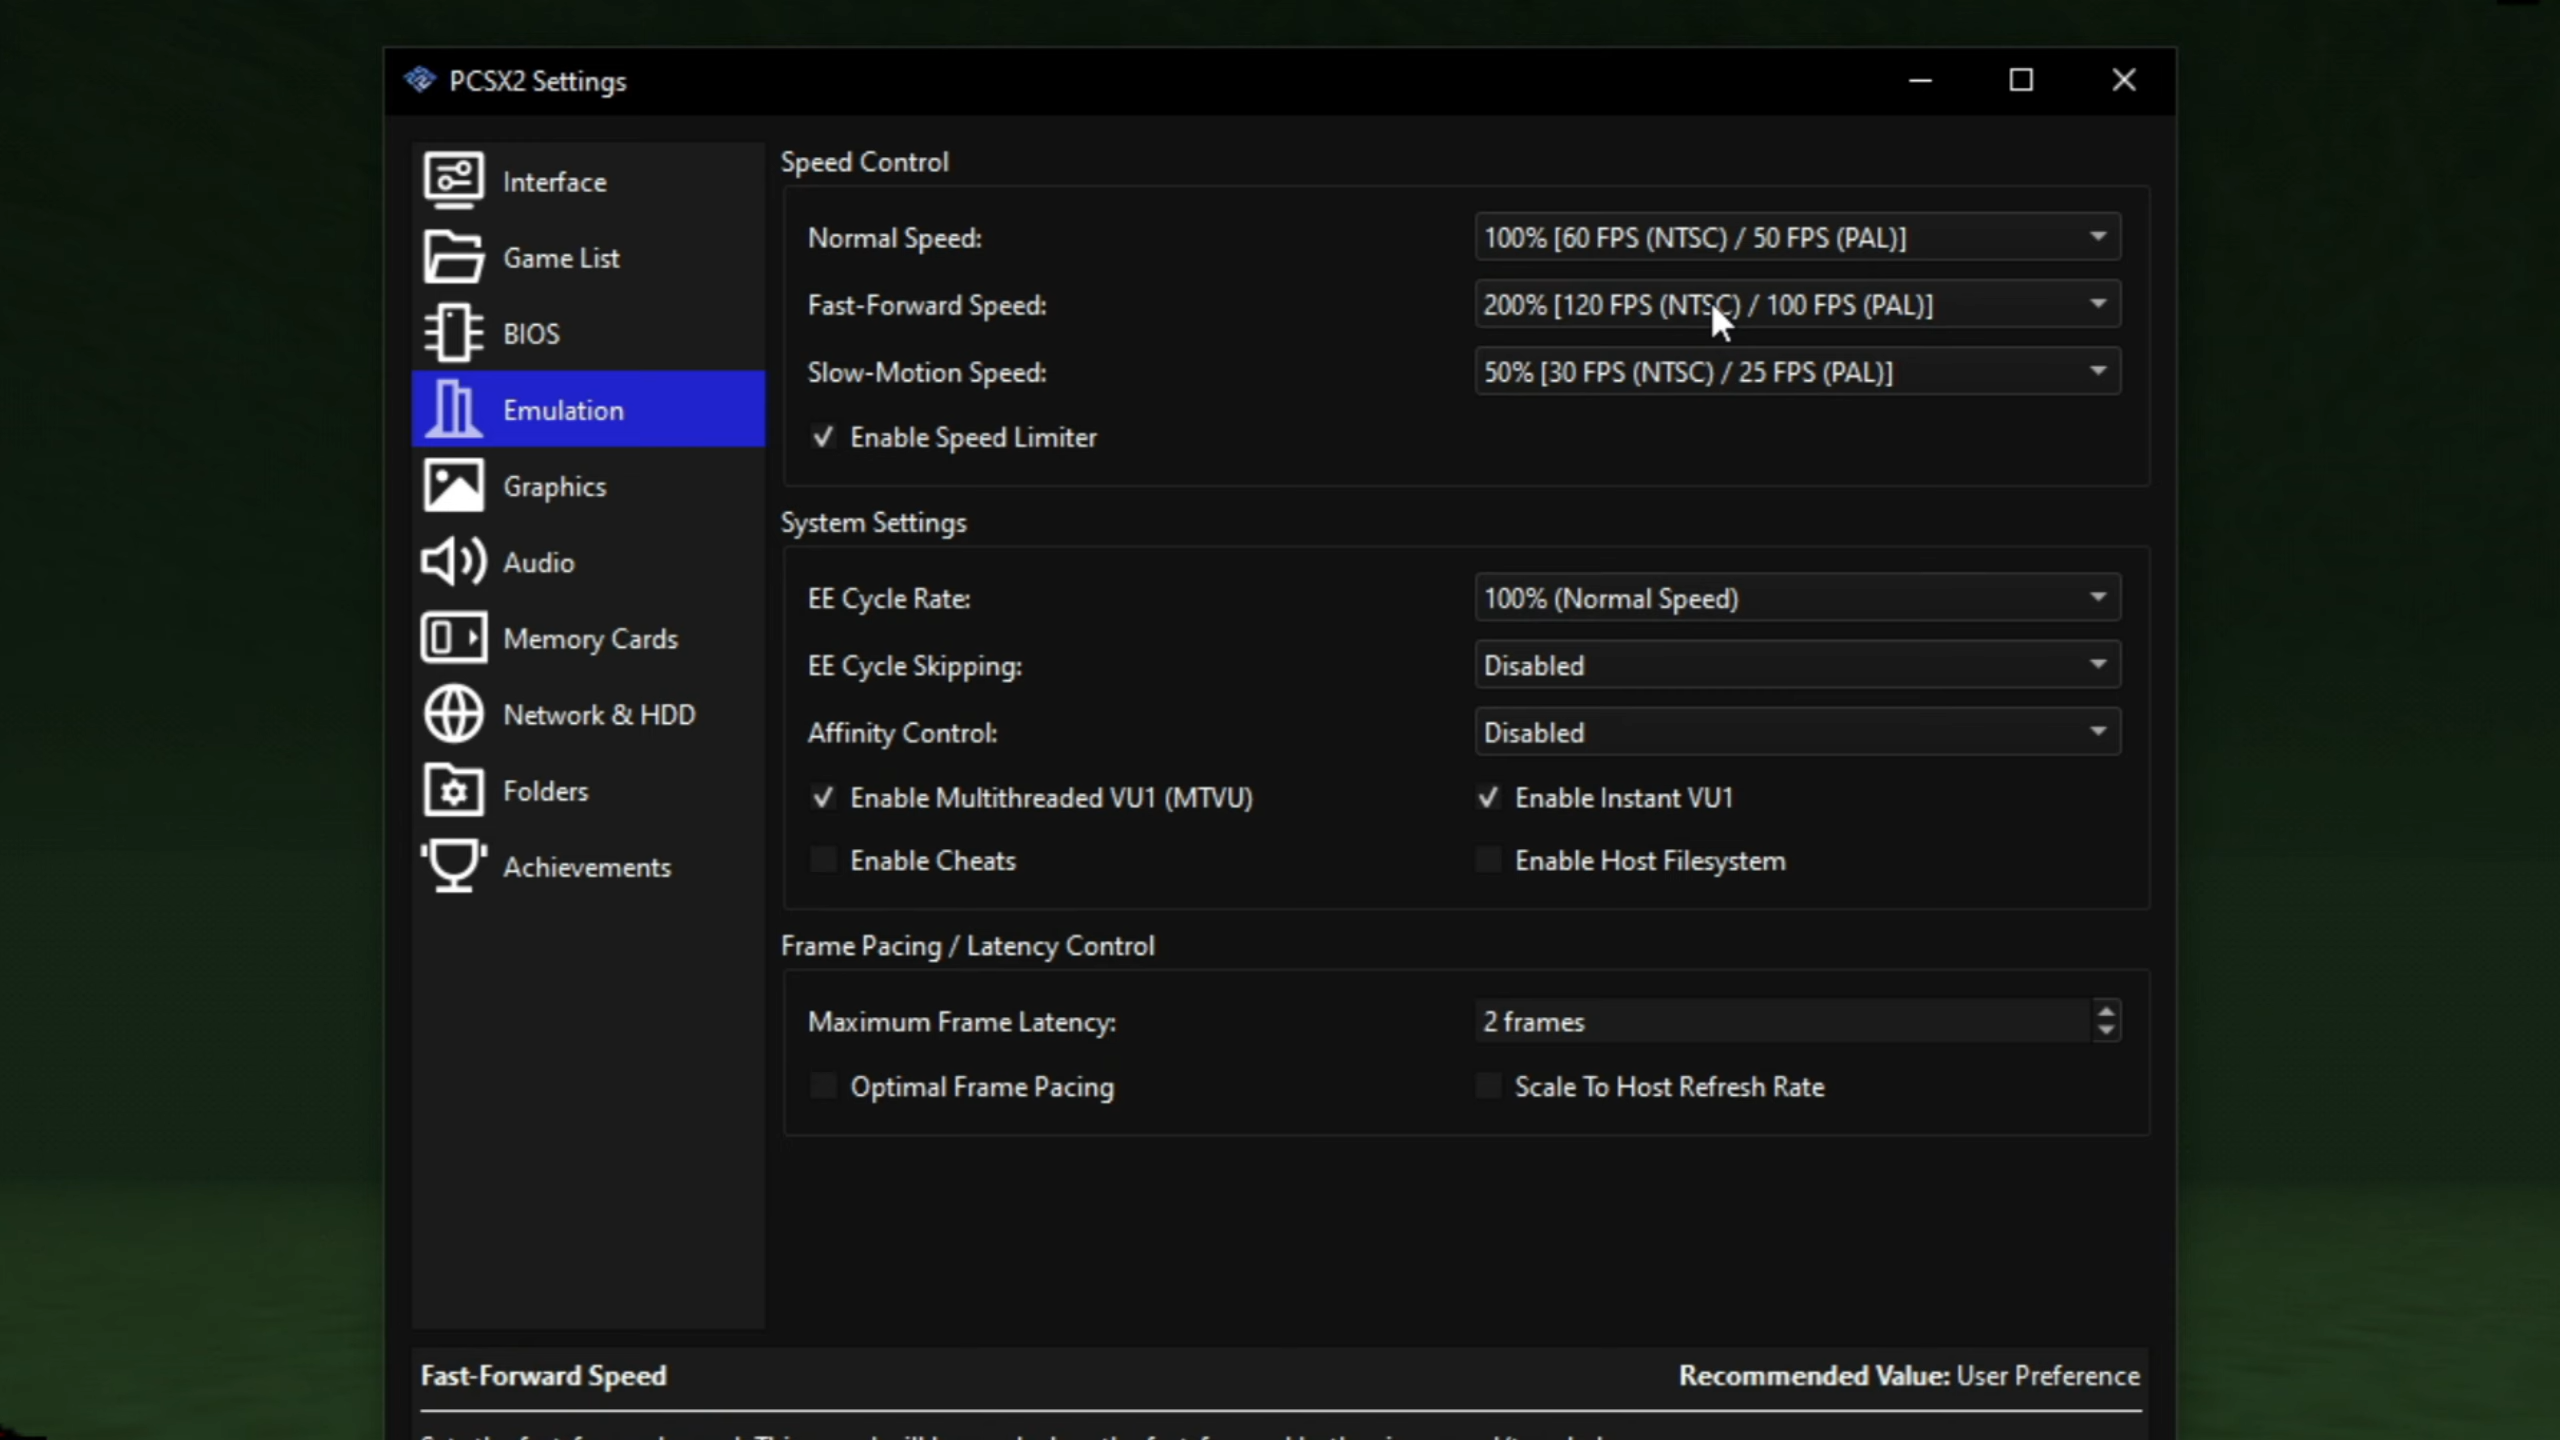 PCSX2 Settings
Interface
Game List
BIOS
Emulation
Graphics
Audio
Memory Cards
Network & HDD
Folders
Achievements
Speed Control
Normal Speed: 100% [60 FPS (NTSC) / 50 FPS (PAL)]
Fast-Forward Speed: 200% [120 FPS (NTSC) / 100 FPS (PAL)]
Slow-Motion Speed: 50% [30 FPS (NTSC) / 25 FPS (PAL)]
Enable Speed Limiter
System Settings
EE Cycle Rate: 100% (Normal Speed)
EE Cycle Skipping: Disabled
Affinity Control: Disabled
Enable Multithreaded VU1 (MTVU) Enable Instant VU1
Enable Cheats Enable Host Filesystem
Frame Pacing / Latency Control
Maximum Frame Latency: 2 frames
Optimal Frame Pacing Scale To Host Refresh Rate
Fast-Forward Speed Recommended Value: User Preference